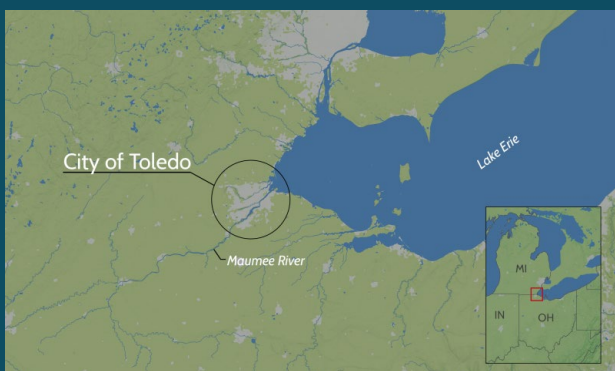 City of Toledo
Lake Erie
Maumee River
MI
IN
OH